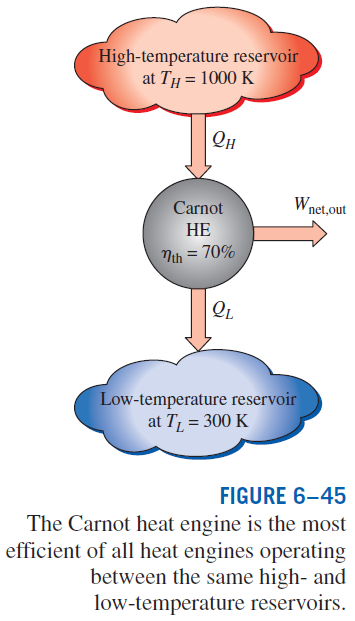 High-temperature reservoir
at T_H = 1000 K
Q_H
Carnot
HE
η_th = 70%
W_net,out
Q_L
Low-temperature reservoir
at T_L = 300 K
FIGURE 6–45
The Carnot heat engine is the most
efficient of all heat engines operating
between the same high- and
low-temperature reservoirs.